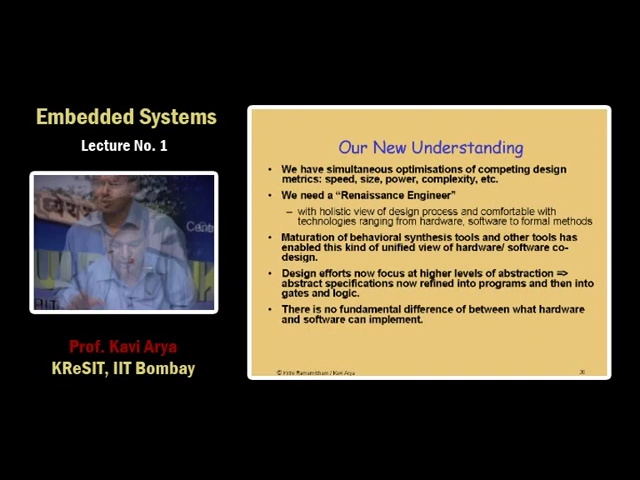 Embedded Systems
Lecture No. 1
Prof. Kavi Arya
KReSIT, IIT Bombay
Our New Understanding
• We have simultaneous optimisations of competing design
metrics: speed, size, power, complexity, etc.
• We need a “Renaissance Engineer”
– with holistic view of design process and comfortable with
technologies ranging from hardware, software to formal methods
• Maturation of behavioral synthesis tools and other tools has
enabled this kind of unified view of hardware/ software co-
design.
• Design efforts now focus at higher levels of abstraction =>
abstract specifications now refined into programs and then into
gates and logic.
• There is no fundamental difference of between what hardware
and software can implement.
© Krithi Ramamritham / Kavi Arya